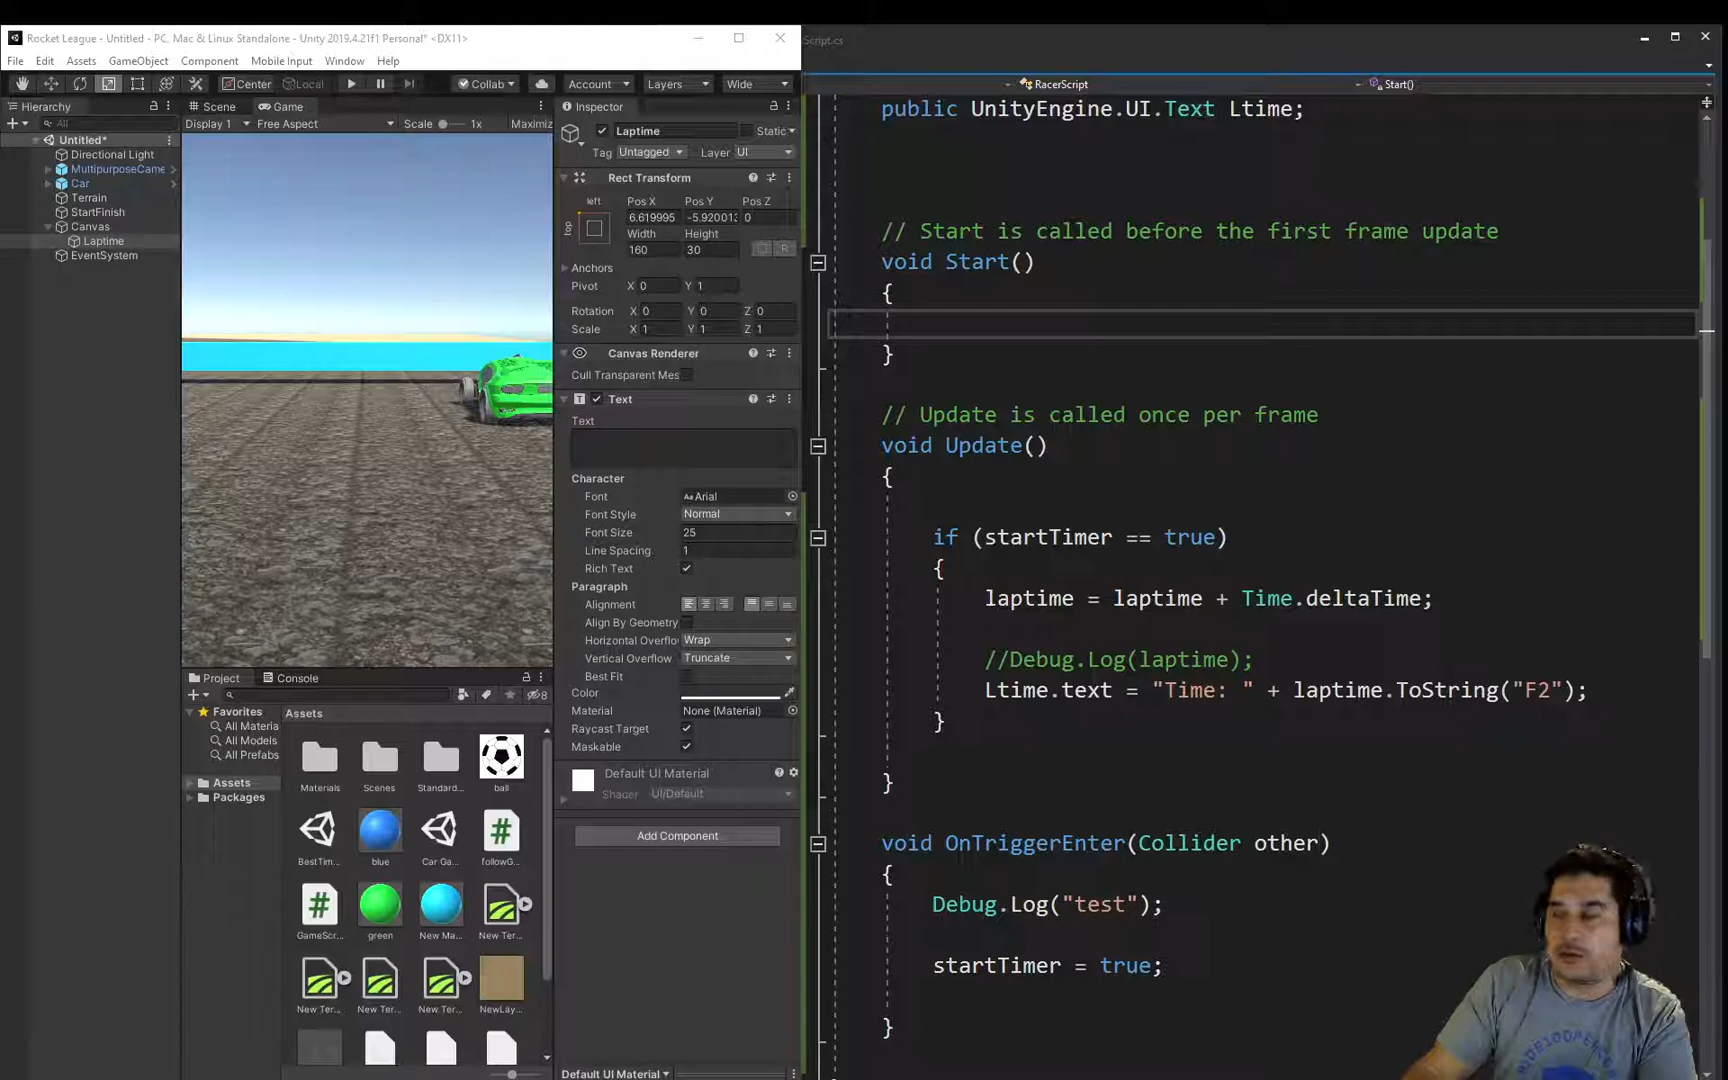 Rocket League - Untitled - PC, Mac & Linux Standalone - Unity 2019.4.21f1 Personal* <DX11>
File Edit Assets GameObject Component Mobile Input Window Help
Center Local Collab Account Layers Wide
Hierarchy
All
Untitled*
Directional Light
MultipurposeCame
Car
Terrain
StartFinish
Canvas
Laptime
EventSystem
Scene Game
Display 1 Free Aspect Scale 1x Maximiz
Inspector
Laptime Static
Tag Untagged Layer UI
Rect Transform
left Pos X Pos Y Pos Z
top 6.619995 -5.920013 0
Width Height
160 30 R
Anchors
Pivot X 0 Y 1
Rotation X 0 Y 0 Z 0
Scale X 1 Y 1 Z 1
Canvas Renderer
Cull Transparent Mes
Text
Text
Character
Font Arial
Font Style Normal
Font Size 25
Line Spacing 1
Rich Text
Paragraph
Alignment
Align By Geometry
Horizontal Overflo Wrap
Vertical Overflow Truncate
Best Fit
Color
Material None (Material)
Raycast Target
Maskable
Default UI Material
Shader UI/Default
Add Component
Default UI Material
Project Console
8
Favorites
All Materia
All Models
All Prefabs
Assets
Packages
Assets
Materials Scenes Standard... ball
BestTim... blue Car Ga... followG...
GameScr... green New Ma... New Ter...
New Ter... New Ter... New Ter... NewLay...
Script.cs
RacerScript Start()
public UnityEngine.UI.Text Ltime;
// Start is called before the first frame update
void Start()
{
}
// Update is called once per frame
void Update()
{
if (startTimer == true)
{
laptime = laptime + Time.deltaTime;
//Debug.Log(laptime);
Ltime.text = "Time: " + laptime.ToString("F2");
}
}
void OnTriggerEnter(Collider other)
{
Debug.Log("test");
startTimer = true;
}